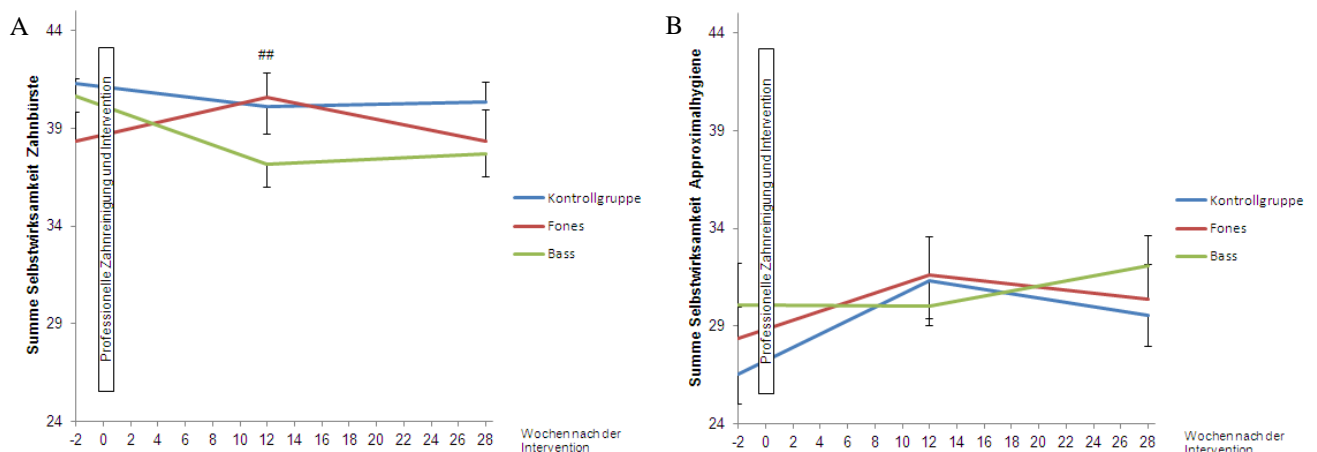 A
Summe Selbstwirksamkeit Zahnbürste
44
39
34
29
24
Professionelle Zahnreinigung und Intervention
##
-2 0 2 4 6 8 10 12 14 16 18 20 22 24 26 28
Wochen nach der
Intervention
Kontrollgruppe
Fones
Bass
B
Summe Selbstwirksamkeit Approximalhygiene
44
39
34
29
24
Professionelle Zahnreinigung und Intervention
-2 0 2 4 6 8 10 12 14 16 18 20 22 24 26 28
Wochen nach der
Intervention
Kontrollgruppe
Fones
Bass